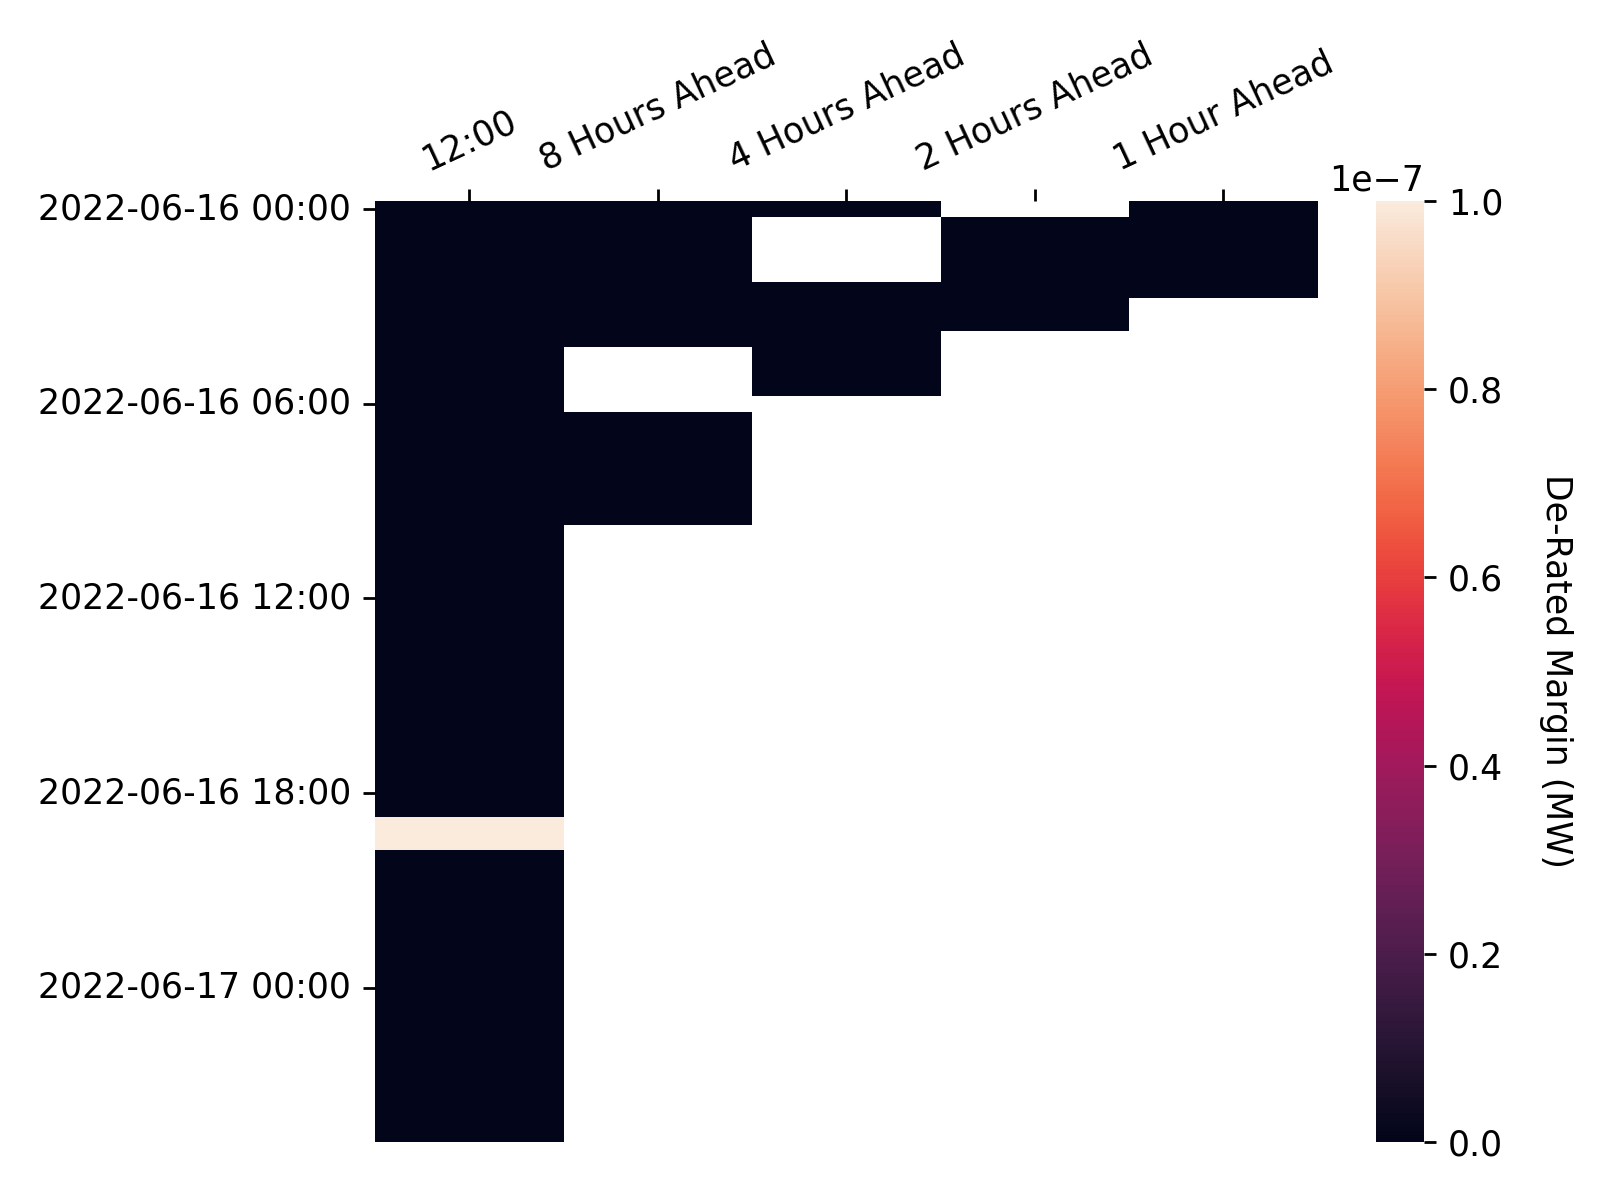 12:00
8 Hours Ahead
4 Hours Ahead
2 Hours Ahead
1 Hour Ahead
1e−7
2022-06-16 00:00
2022-06-16 06:00
2022-06-16 12:00
2022-06-16 18:00
2022-06-17 00:00
1.0
0.8
0.6
0.4
0.2
0.0
De-Rated Margin (MW)